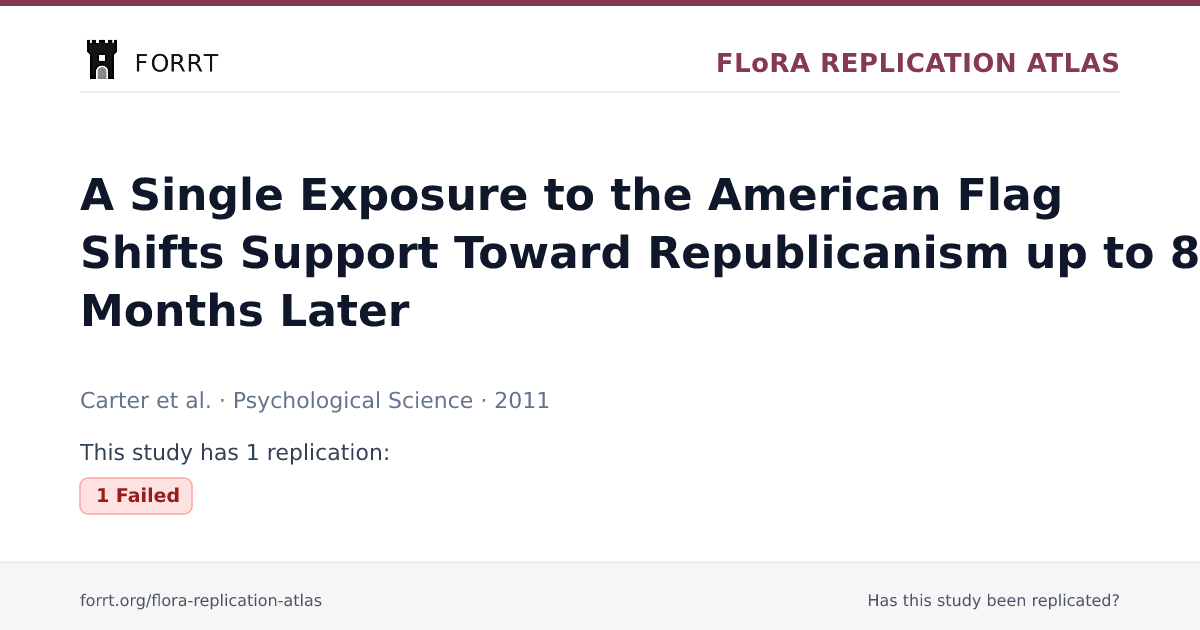 FORRT
FLoRA REPLICATION ATLAS
A Single Exposure to the American Flag
Shifts Support Toward Republicanism up to 8
Months Later
Carter et al. · Psychological Science · 2011
This study has 1 replication:
1 Failed
forrt.org/flora-replication-atlas
Has this study been replicated?